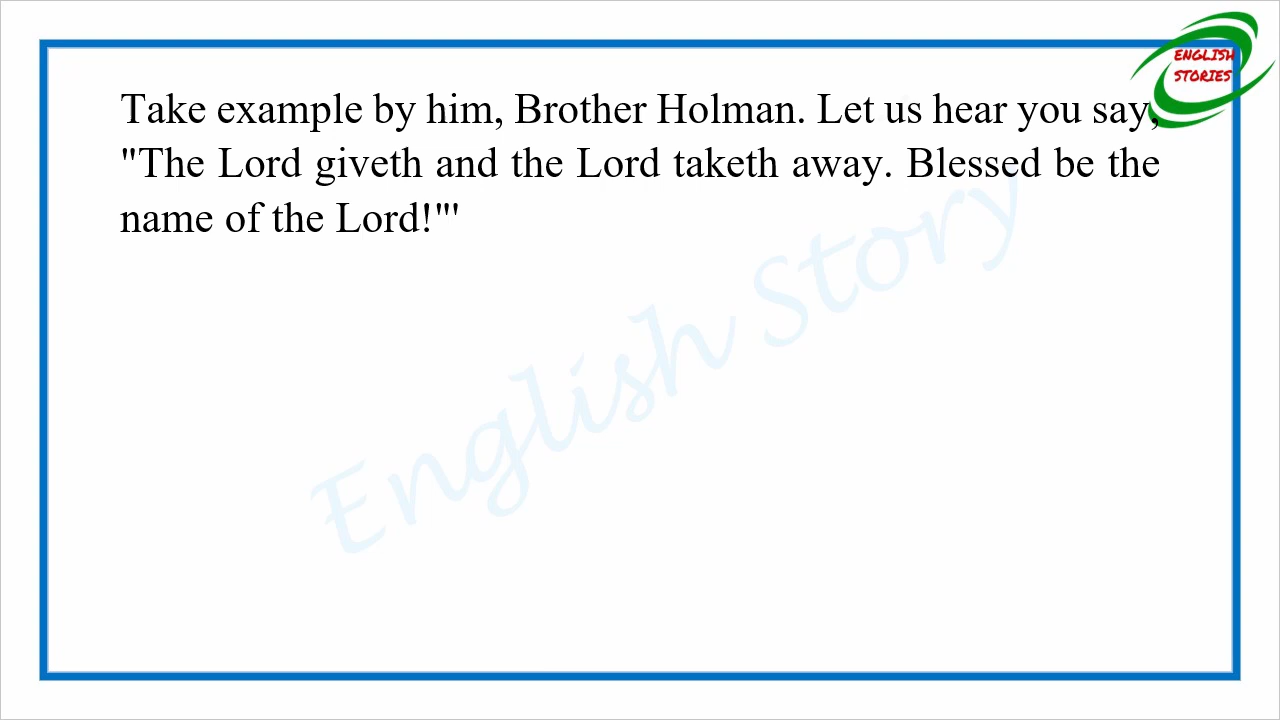 ENGLISH
STORIES
Take example by him, Brother Holman. Let us hear you say,
"The Lord giveth and the Lord taketh away. Blessed be the
name of the Lord!"'
English Story